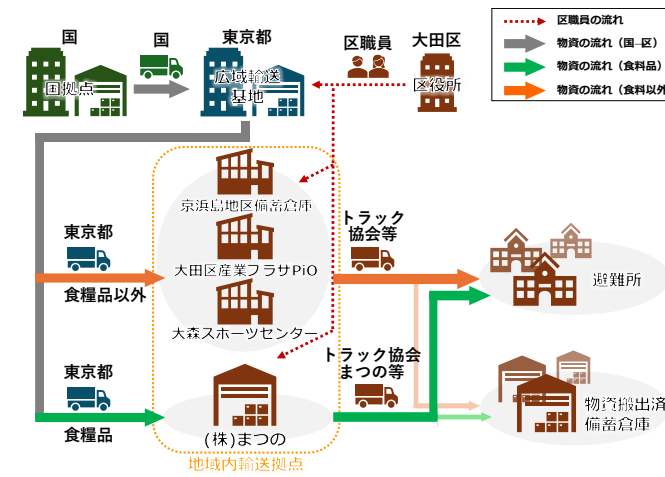 国
国
東京都
区職員
大田区
国拠点
広域輸送
基地
区役所
区職員の流れ
物資の流れ（国―区）
物資の流れ（食料品）
物資の流れ（食料以外
京浜島地区備蓄倉庫
東京都
食糧品以外
大田区産業プラザPiO
大森スポーツセンター
トラック
協会等
避難所
東京都
食糧品
(株)まつの
トラック協会
まつの等
物資搬出済
備蓄倉庫
地域内輸送拠点